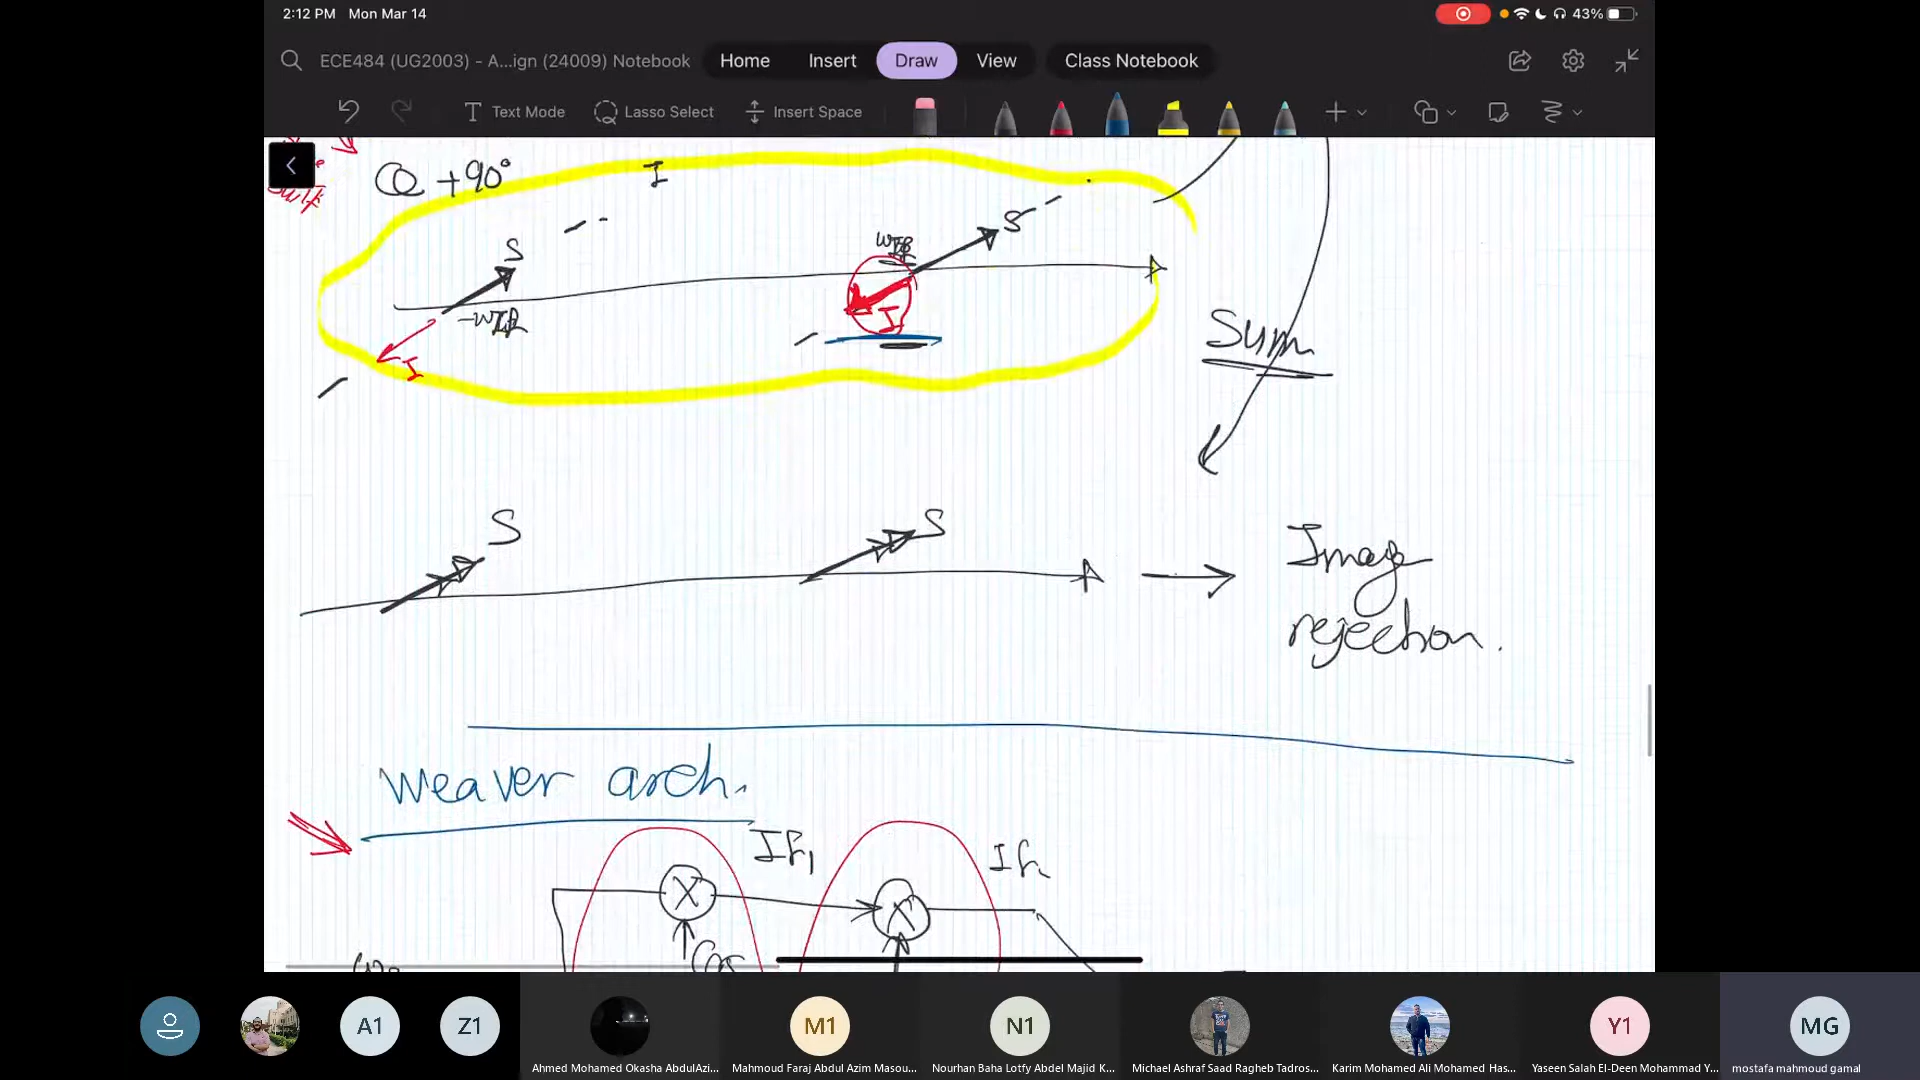 2:12 PM Mon Mar 14
43%
ECE484 (UG2003) - A...ign (24009) Notebook
Home
Insert
Draw
View
Class Notebook
Text Mode
Lasso Select
Insert Space
Q +90°
I
S
S
WIF
-WIF
I
I
Sum
S
S
Image
rejection.
Weaver arch.
IF1
IF2
X
X
Cos
A1
Z1
M1
N1
Y1
MG
Ahmed Mohamed Okasha AbdulAzi...
Mahmoud Faraj Abdul Azim Masou...
Nourhan Baha Lotfy Abdel Majid K...
Michael Ashraf Saad Ragheb Tadros...
Karim Mohamed Ali Mohamed Has...
Yaseen Salah El-Deen Mohammad Y...
mostafa mahmoud gamal